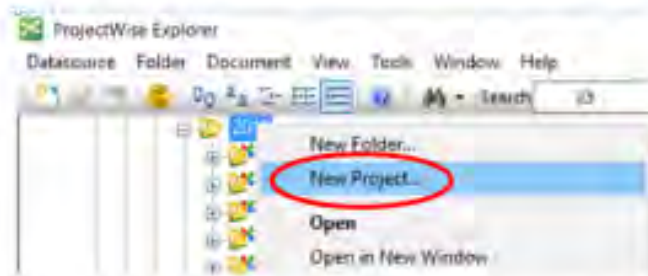 ProjectWise Explorer
Datasource Folder Document View Tools Window Help
Search
New Folder...
New Project...
Open
Open in New Window